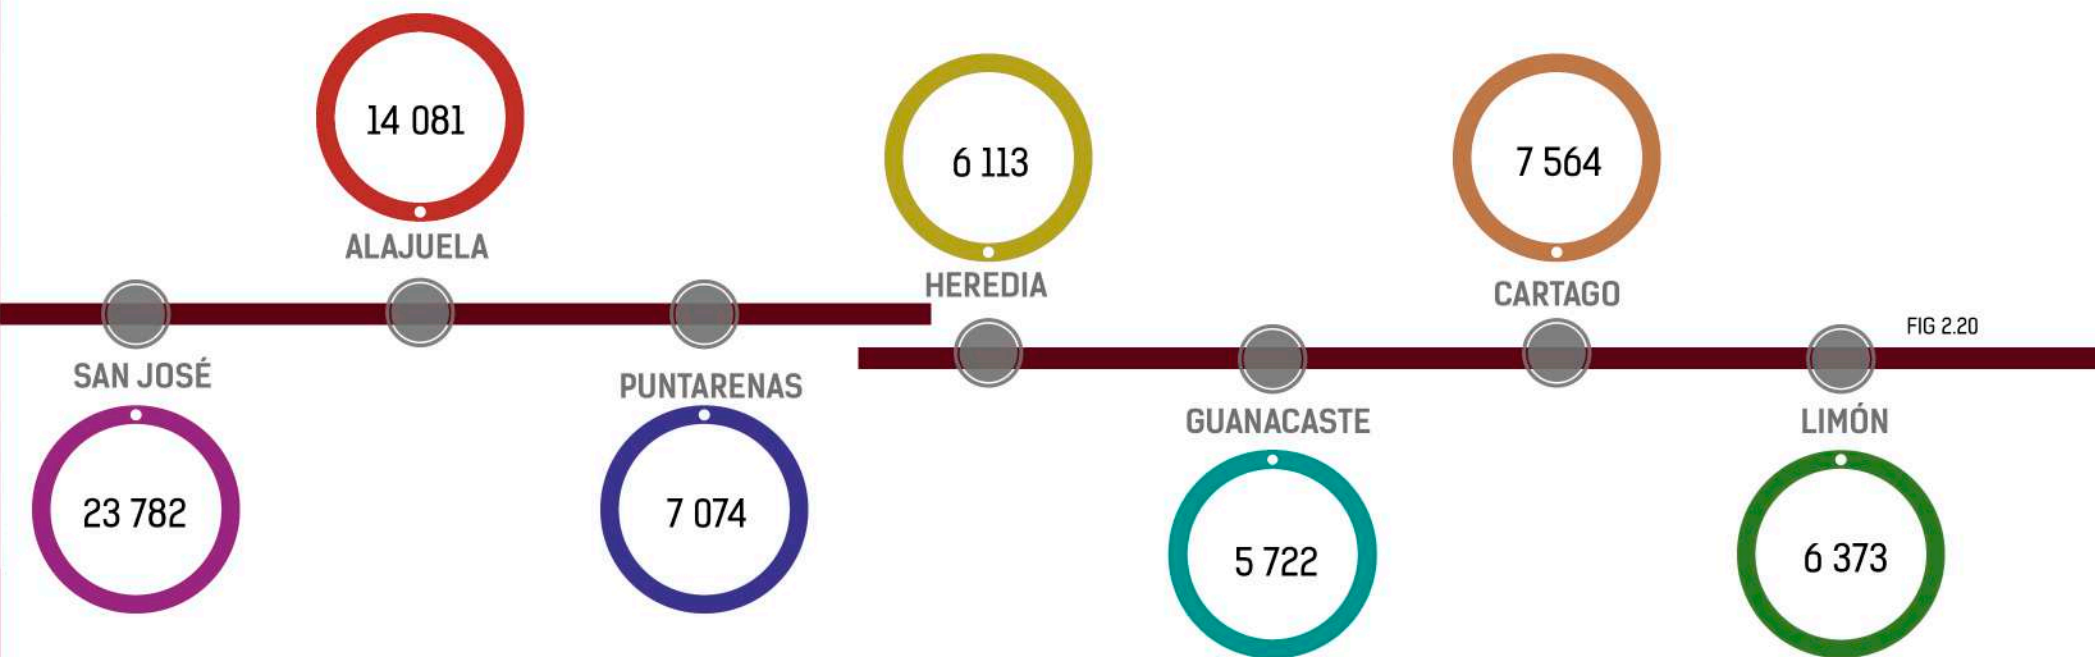 14 081
ALAJUELA
6 113
HEREDIA
7 564
CARTAGO
FIG 2.20
SAN JOSÉ
23 782
PUNTARENAS
7 074
GUANACASTE
5 722
LIMÓN
6 373